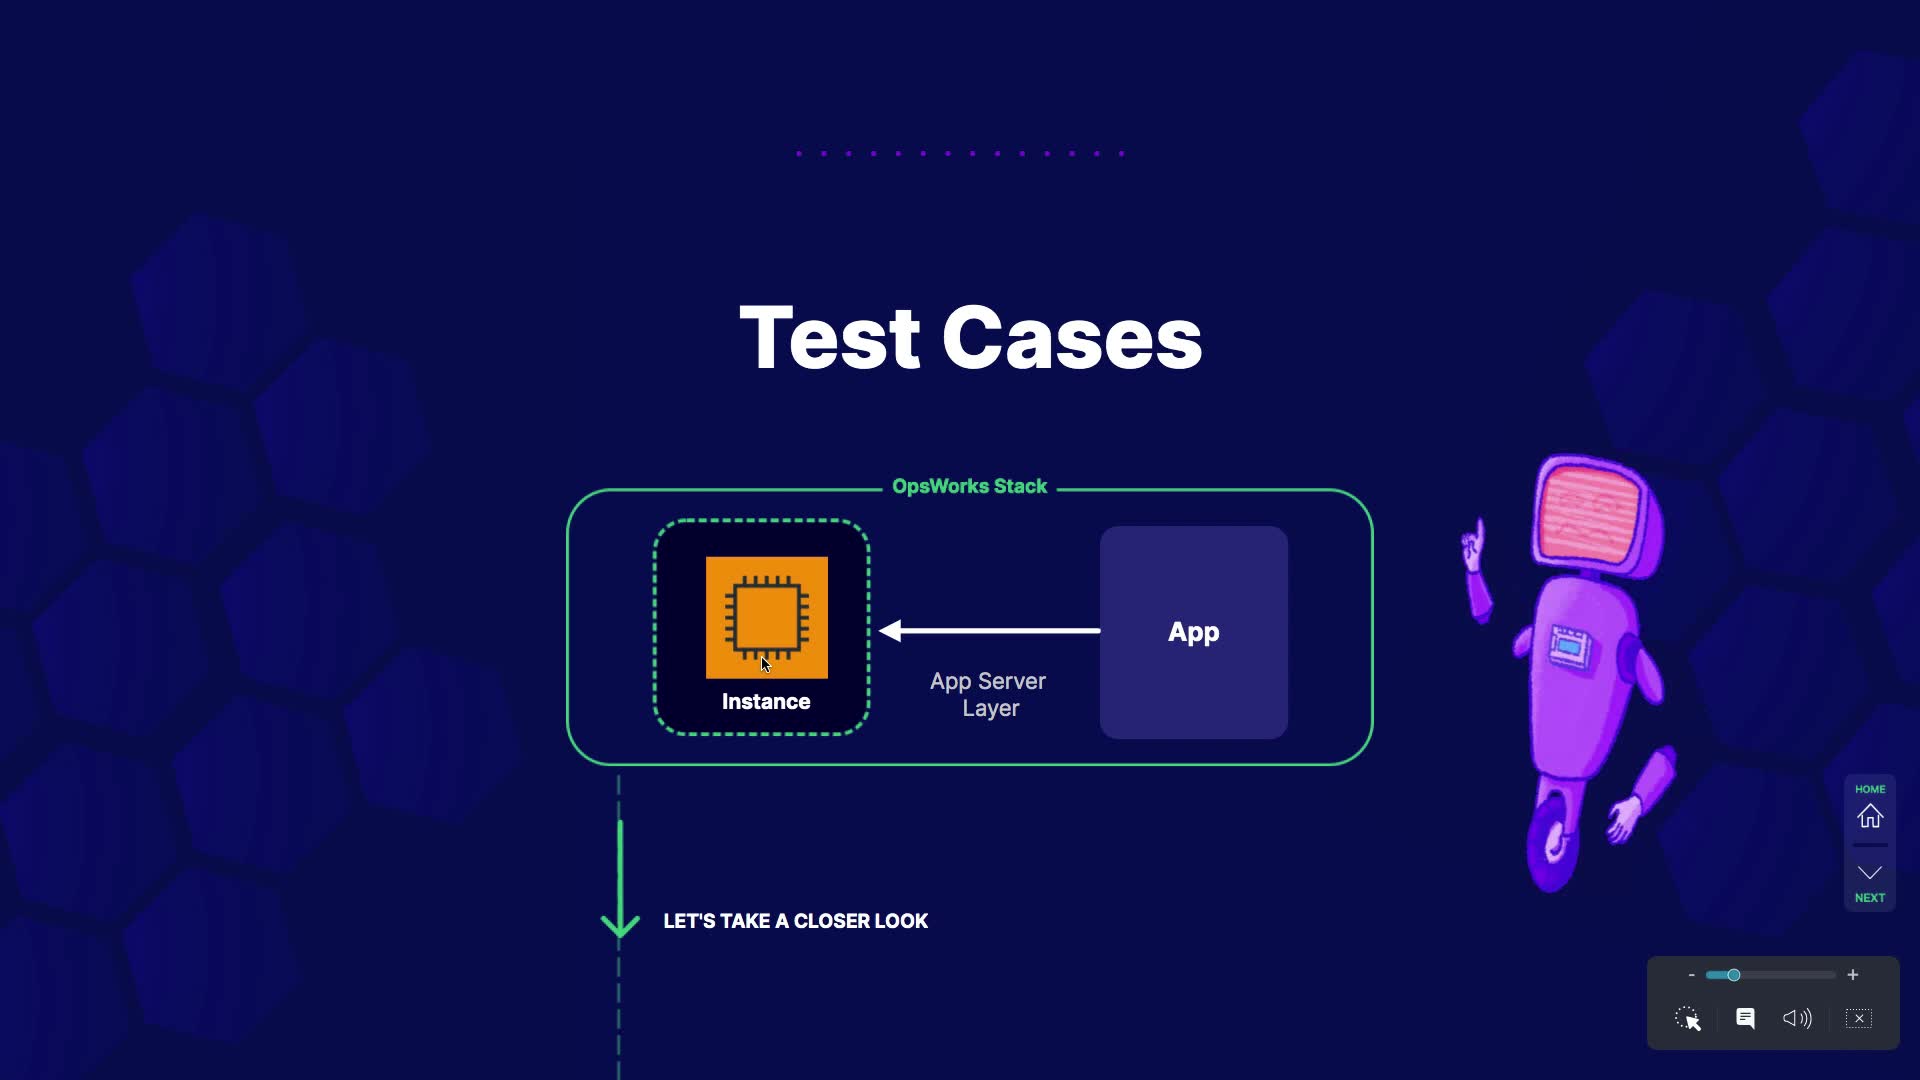 Test Cases
OpsWorks Stack
Instance
App Server
Layer
App
LET'S TAKE A CLOSER LOOK
HOME
NEXT
- +